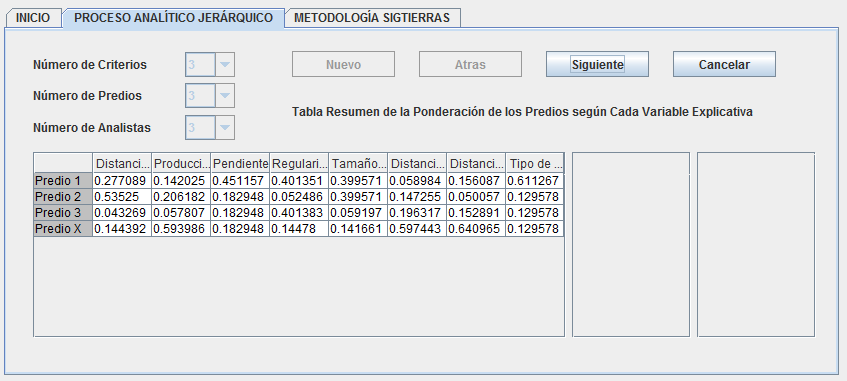 INICIO PROCESO ANALÍTICO JERÁRQUICO METODOLOGÍA SIGTIERRAS
Número de Criterios 3 Nuevo Atras Siguiente Cancelar
Número de Predios 3
Tabla Resumen de la Ponderación de los Predios según Cada Variable Explicativa
Número de Analistas 3
Distanci... Producci... Pendiente Regulari... Tamaño... Distanci... Distanci... Tipo de ...
Predio 1 0.277089 0.142025 0.451157 0.401351 0.399571 0.058984 0.156087 0.611267
Predio 2 0.53525 0.206182 0.182948 0.052486 0.399571 0.147255 0.050057 0.129578
Predio 3 0.043269 0.057807 0.182948 0.401383 0.059197 0.196317 0.152891 0.129578
Predio X 0.144392 0.593986 0.182948 0.14478 0.141661 0.597443 0.640965 0.129578